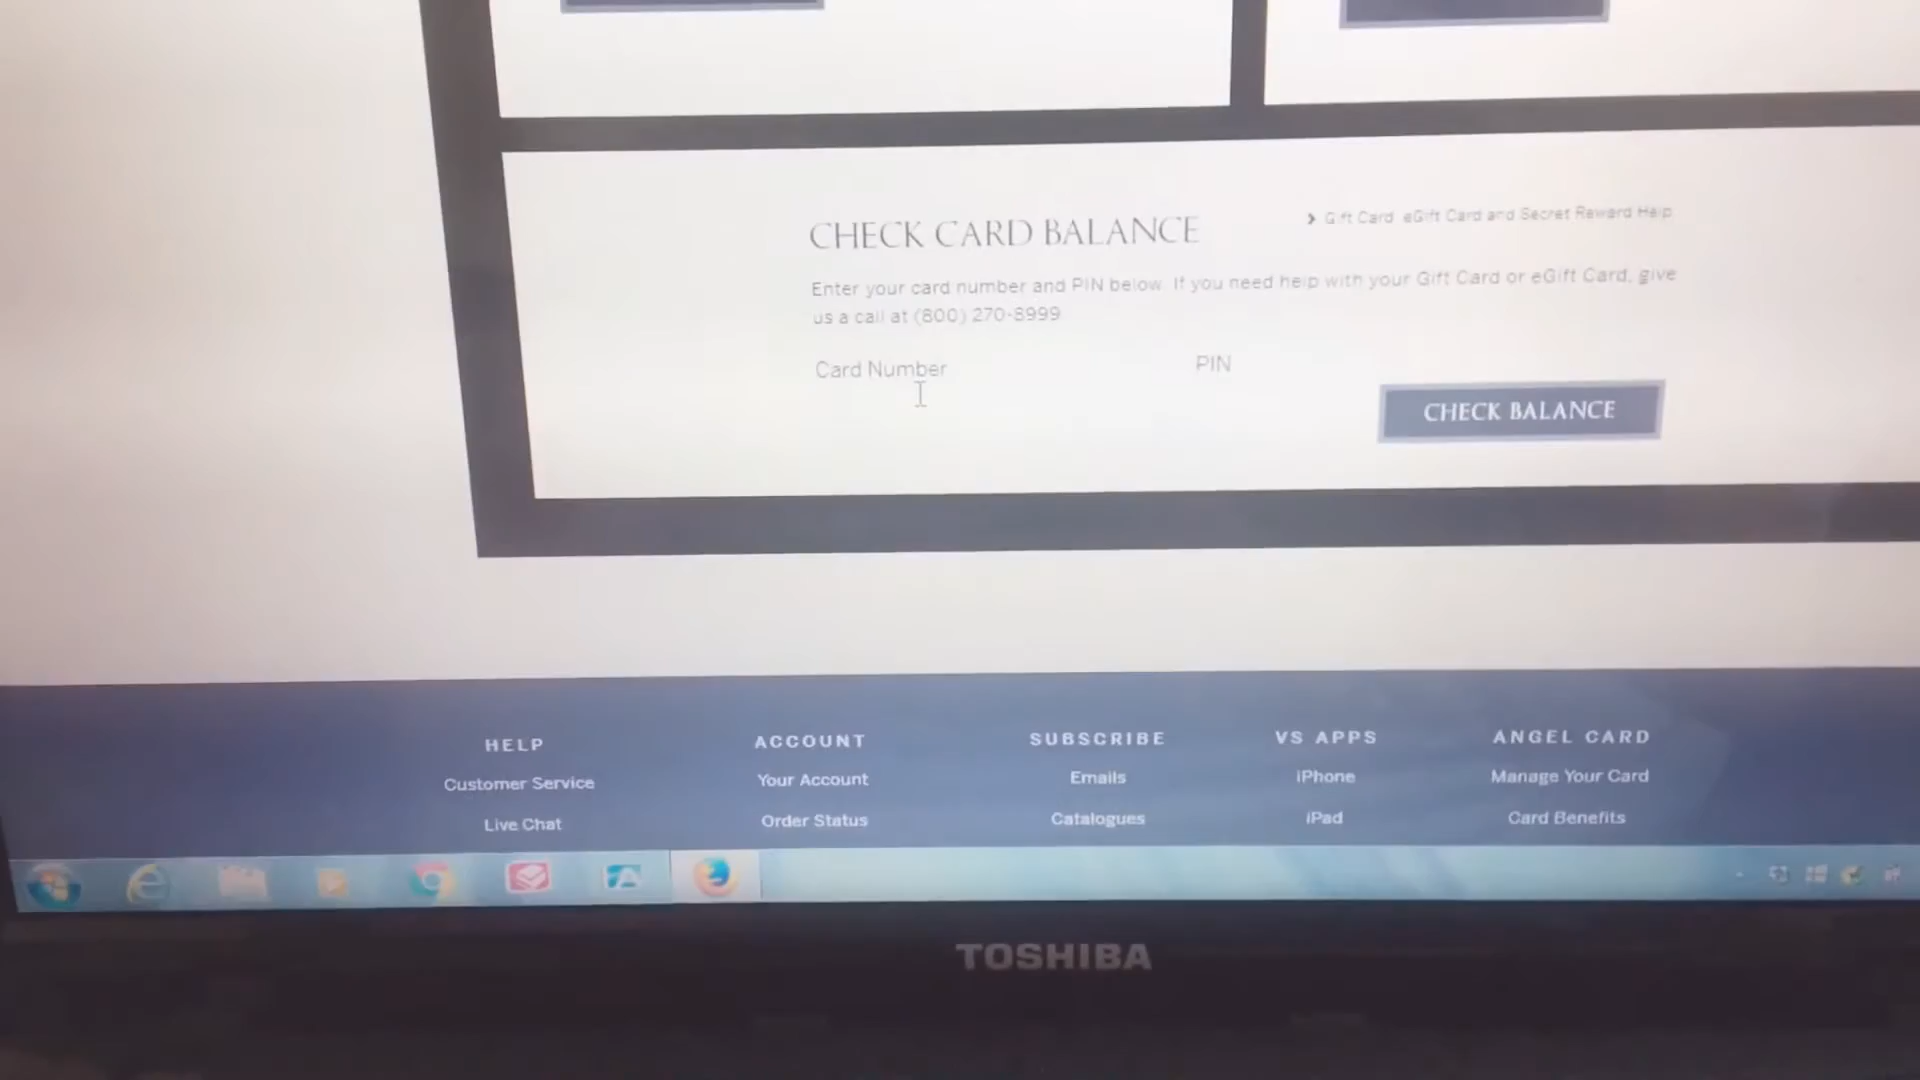 CHECK CARD BALANCE
Gift Card eGift Card and Secret Reward Help
Enter your card number and PIN below. If you need help with your Gift Card or eGift Card, give
us a call at (800) 270-8999
Card Number
PIN
CHECK BALANCE
HELP
ACCOUNT
SUBSCRIBE
VS APPS
ANGEL CARD
Customer Service
Your Account
Emails
iPhone
Manage Your Card
Live Chat
Order Status
Catalogues
iPad
Card Benefits
TOSHIBA